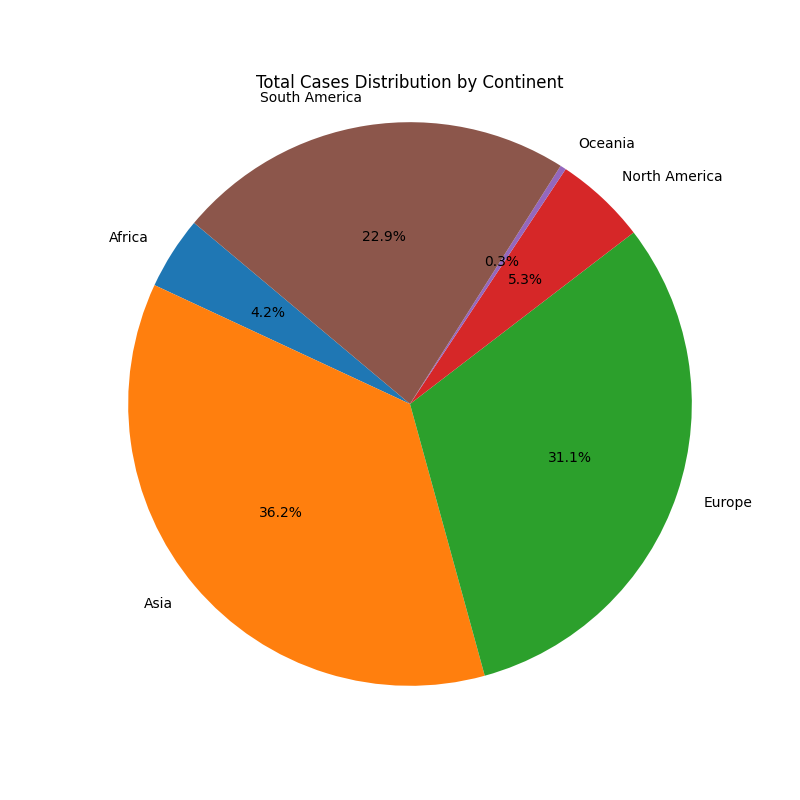 Total Cases Distribution by Continent
South America
Oceania
North America
Africa
22.9%
0.3%
5.3%
4.2%
31.1%
Europe
36.2%
Asia